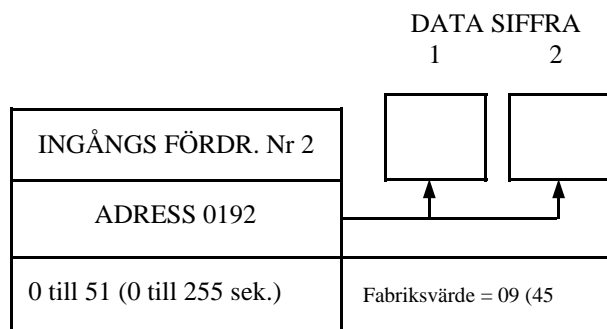 DATA SIFFRA
1 2
INGÅNGS FÖRDR. Nr 2
ADRESS 0192
0 till 51 (0 till 255 sek.) Fabriksvärde = 09 (45